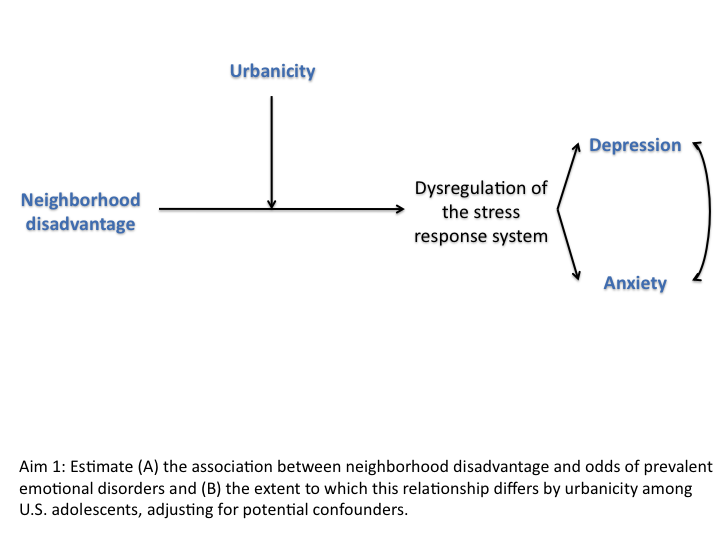 Urbanicity
Depression
Neighborhood
disadvantage
Dysregulation of
the stress
response system
Anxiety
Aim 1: Estimate (A) the association between neighborhood disadvantage and odds of prevalent
emotional disorders and (B) the extent to which this relationship differs by urbanicity among
U.S. adolescents, adjusting for potential confounders.